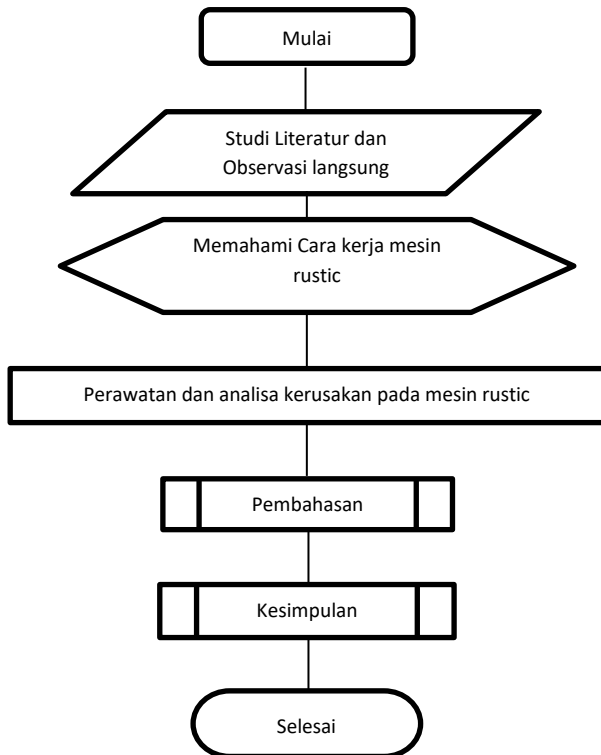 Mulai
Studi Literatur dan
Observasi langsung
Memahami Cara kerja mesin
rustic
Perawatan dan analisa kerusakan pada mesin rustic
Pembahasan
Kesimpulan
Selesai